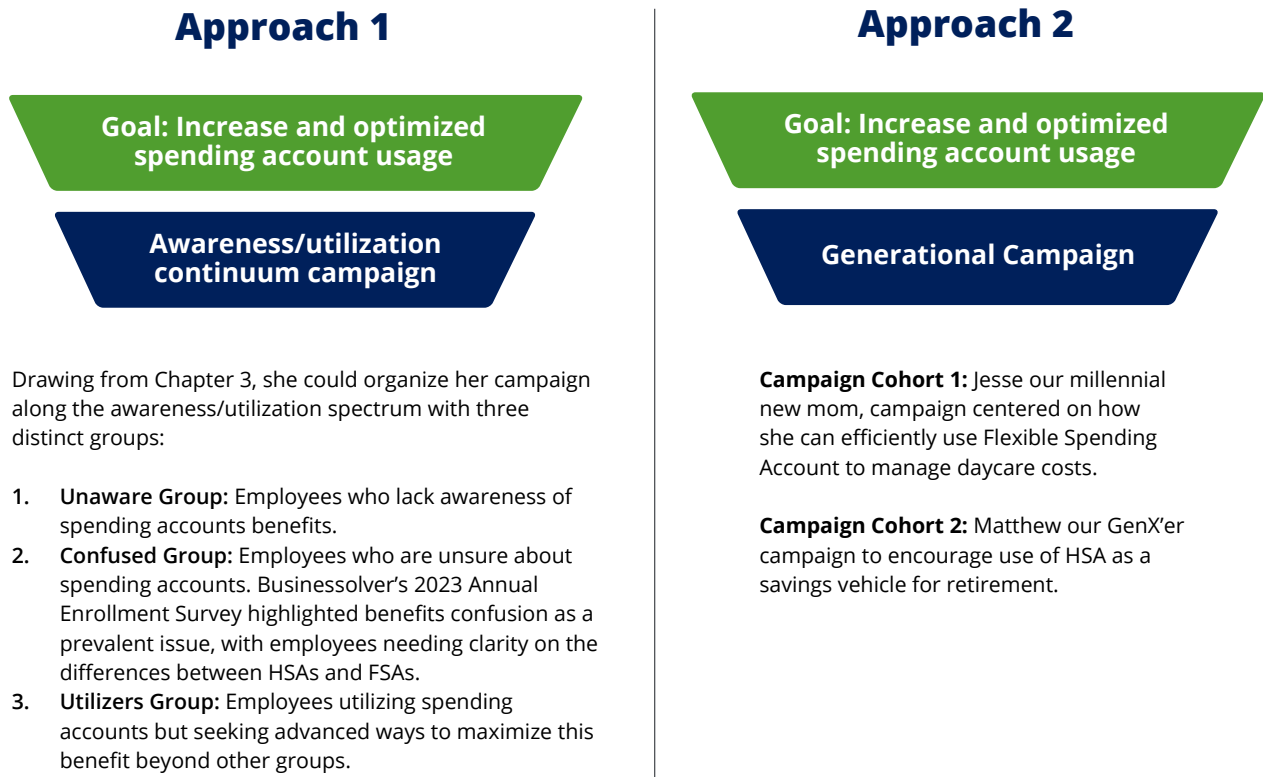 Approach 1
Goal: Increase and optimized
spending account usage
Awareness/utilization
continuum campaign
Drawing from Chapter 3, she could organize her campaign
along the awareness/utilization spectrum with three
distinct groups:
1. Unaware Group: Employees who lack awareness of
spending accounts benefits.
2. Confused Group: Employees who are unsure about
spending accounts. Businessolver’s 2023 Annual
Enrollment Survey highlighted benefits confusion as a
prevalent issue, with employees needing clarity on the
differences between HSAs and FSAs.
3. Utilizers Group: Employees utilizing spending
accounts but seeking advanced ways to maximize this
benefit beyond other groups.
Approach 2
Goal: Increase and optimized
spending account usage
Generational Campaign
Campaign Cohort 1: Jesse our millennial
new mom, campaign centered on how
she can efficiently use Flexible Spending
Account to manage daycare costs.
Campaign Cohort 2: Matthew our GenX’er
campaign to encourage use of HSA as a
savings vehicle for retirement.